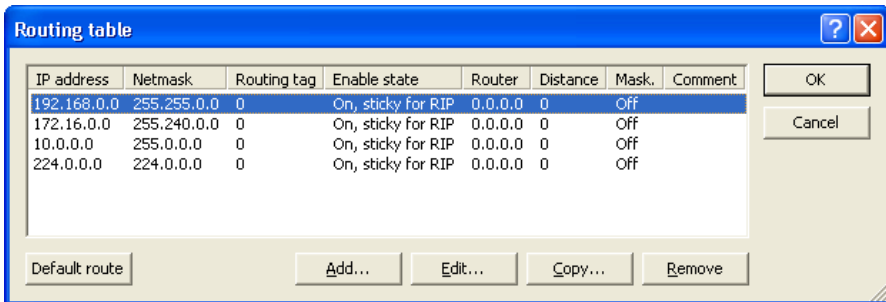 Routing table
IP address Netmask Routing tag Enable state Router Distance Mask. Comment
192.168.0.0 255.255.0.0 0 On, sticky for RIP 0.0.0.0 0 Off
172.16.0.0 255.240.0.0 0 On, sticky for RIP 0.0.0.0 0 Off
10.0.0.0 255.0.0.0 0 On, sticky for RIP 0.0.0.0 0 Off
224.0.0.0 224.0.0.0 0 On, sticky for RIP 0.0.0.0 0 Off
OK
Cancel
Default route Add... Edit... Copy... Remove